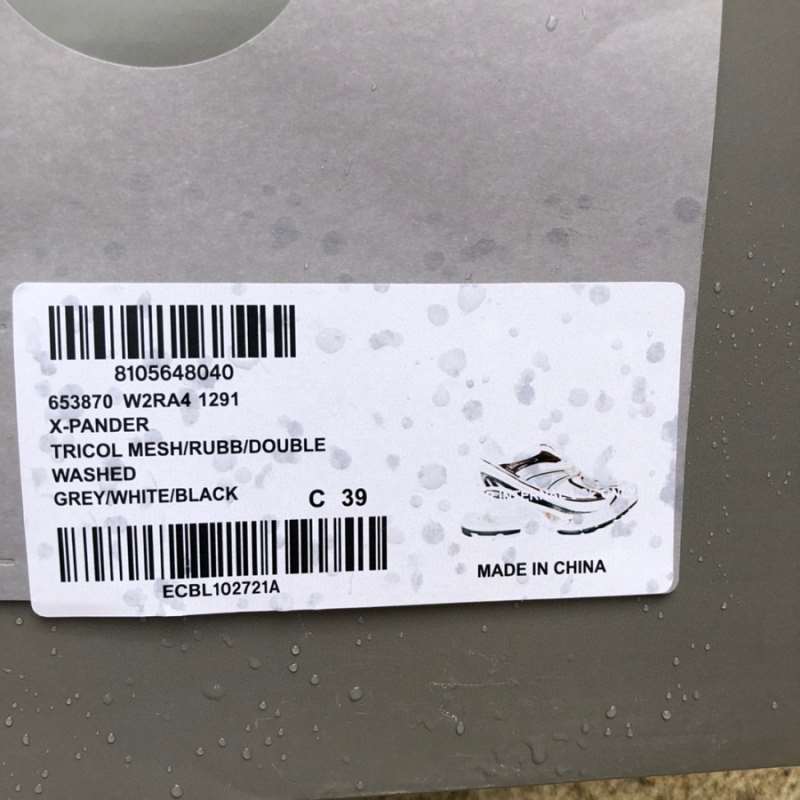 8105648040
653870 W2RA4 1291
X-PANDER
TRICOL MESH/RUBB/DOUBLE
WASHED
GREY/WHITE/BLACK C 39
ECBL102721A
MADE IN CHINA